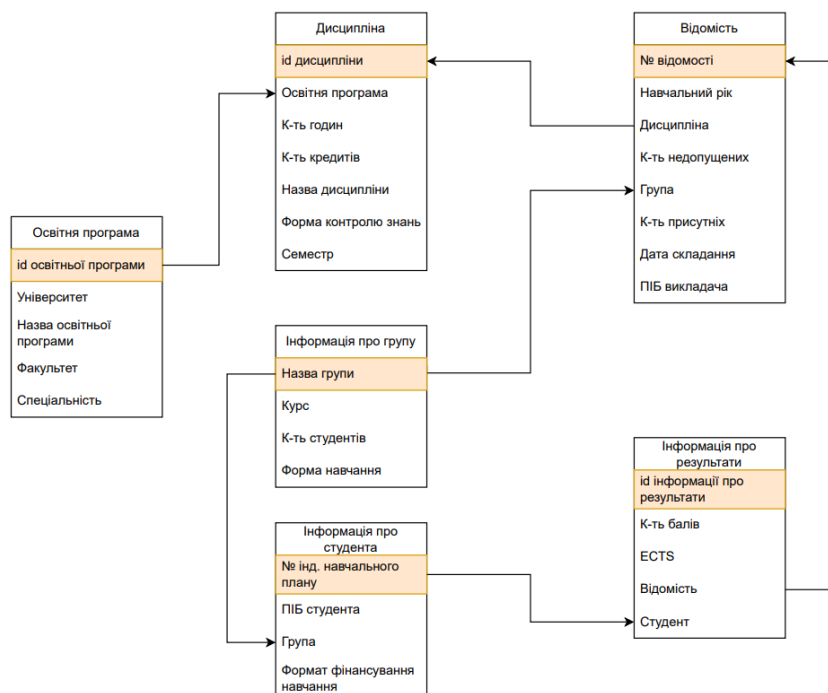 Дисципліна
id дисципліни
Освітня програма
К-ть годин
К-ть кредитів
Назва дисципліни
Форма контролю знань
Семестр
Відомість
№ відомості
Навчальний рік
Дисципліна
К-ть недопущених
Група
К-ть присутніх
Дата складання
ПІБ викладача
Освітня програма
id освітньої програми
Університет
Назва освітньої
програми
Факультет
Спеціальність
Інформація про групу
Назва групи
Курс
К-ть студентів
Форма навчання
Інформація про
результати
id інформації про
результати
К-ть балів
ECTS
Відомість
Студент
Інформація про
студента
№ інд. навчального
плану
ПІБ студента
Група
Формат фінансування
навчання